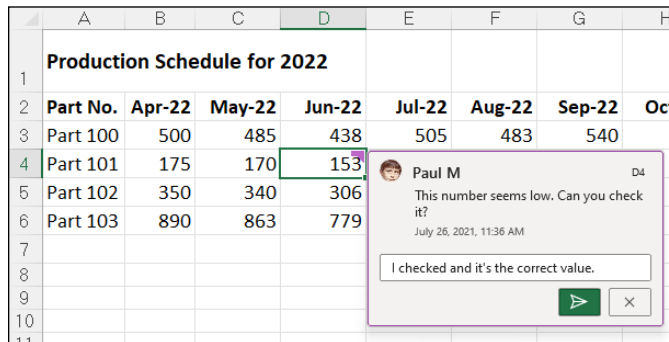 A B C D E F G H
1 Production Schedule for 2022
2 Part No. Apr-22 May-22 Jun-22 Jul-22 Aug-22 Sep-22 Oc
3 Part 100 500 485 438 505 483 540
4 Part 101 175 170 153
5 Part 102 350 340 306
6 Part 103 890 863 779
7
8
9
10
11
Paul M D4
This number seems low. Can you check
it?
July 26, 2021, 11:36 AM
I checked and it's the correct value.